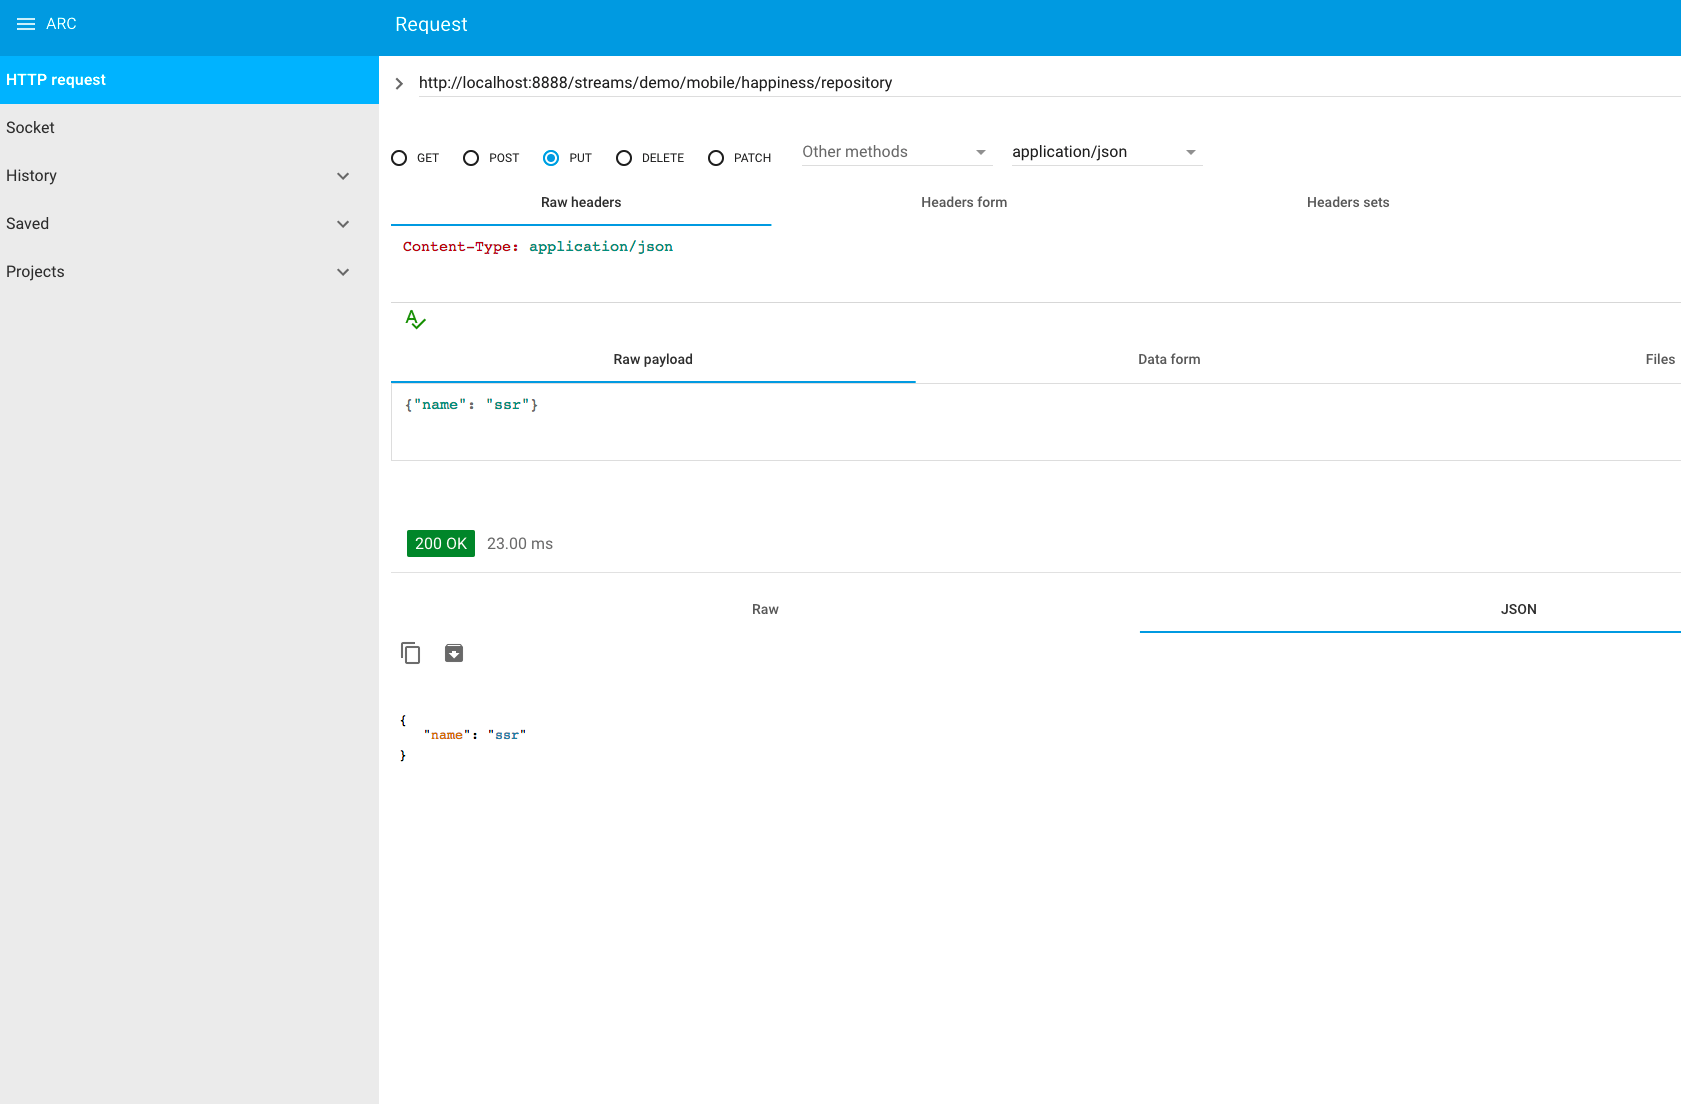 ARC
Request
HTTP request
http://localhost:8888/streams/demo/mobile/happiness/repository
Socket
GET POST PUT DELETE PATCH Other methods application/json
History
Raw headers Headers form Headers sets
Saved
Content-Type: application/json
Projects
Raw payload Data form Files
{"name": "ssr"}
200 OK 23.00 ms
Raw JSON
{
"name": "ssr"
}